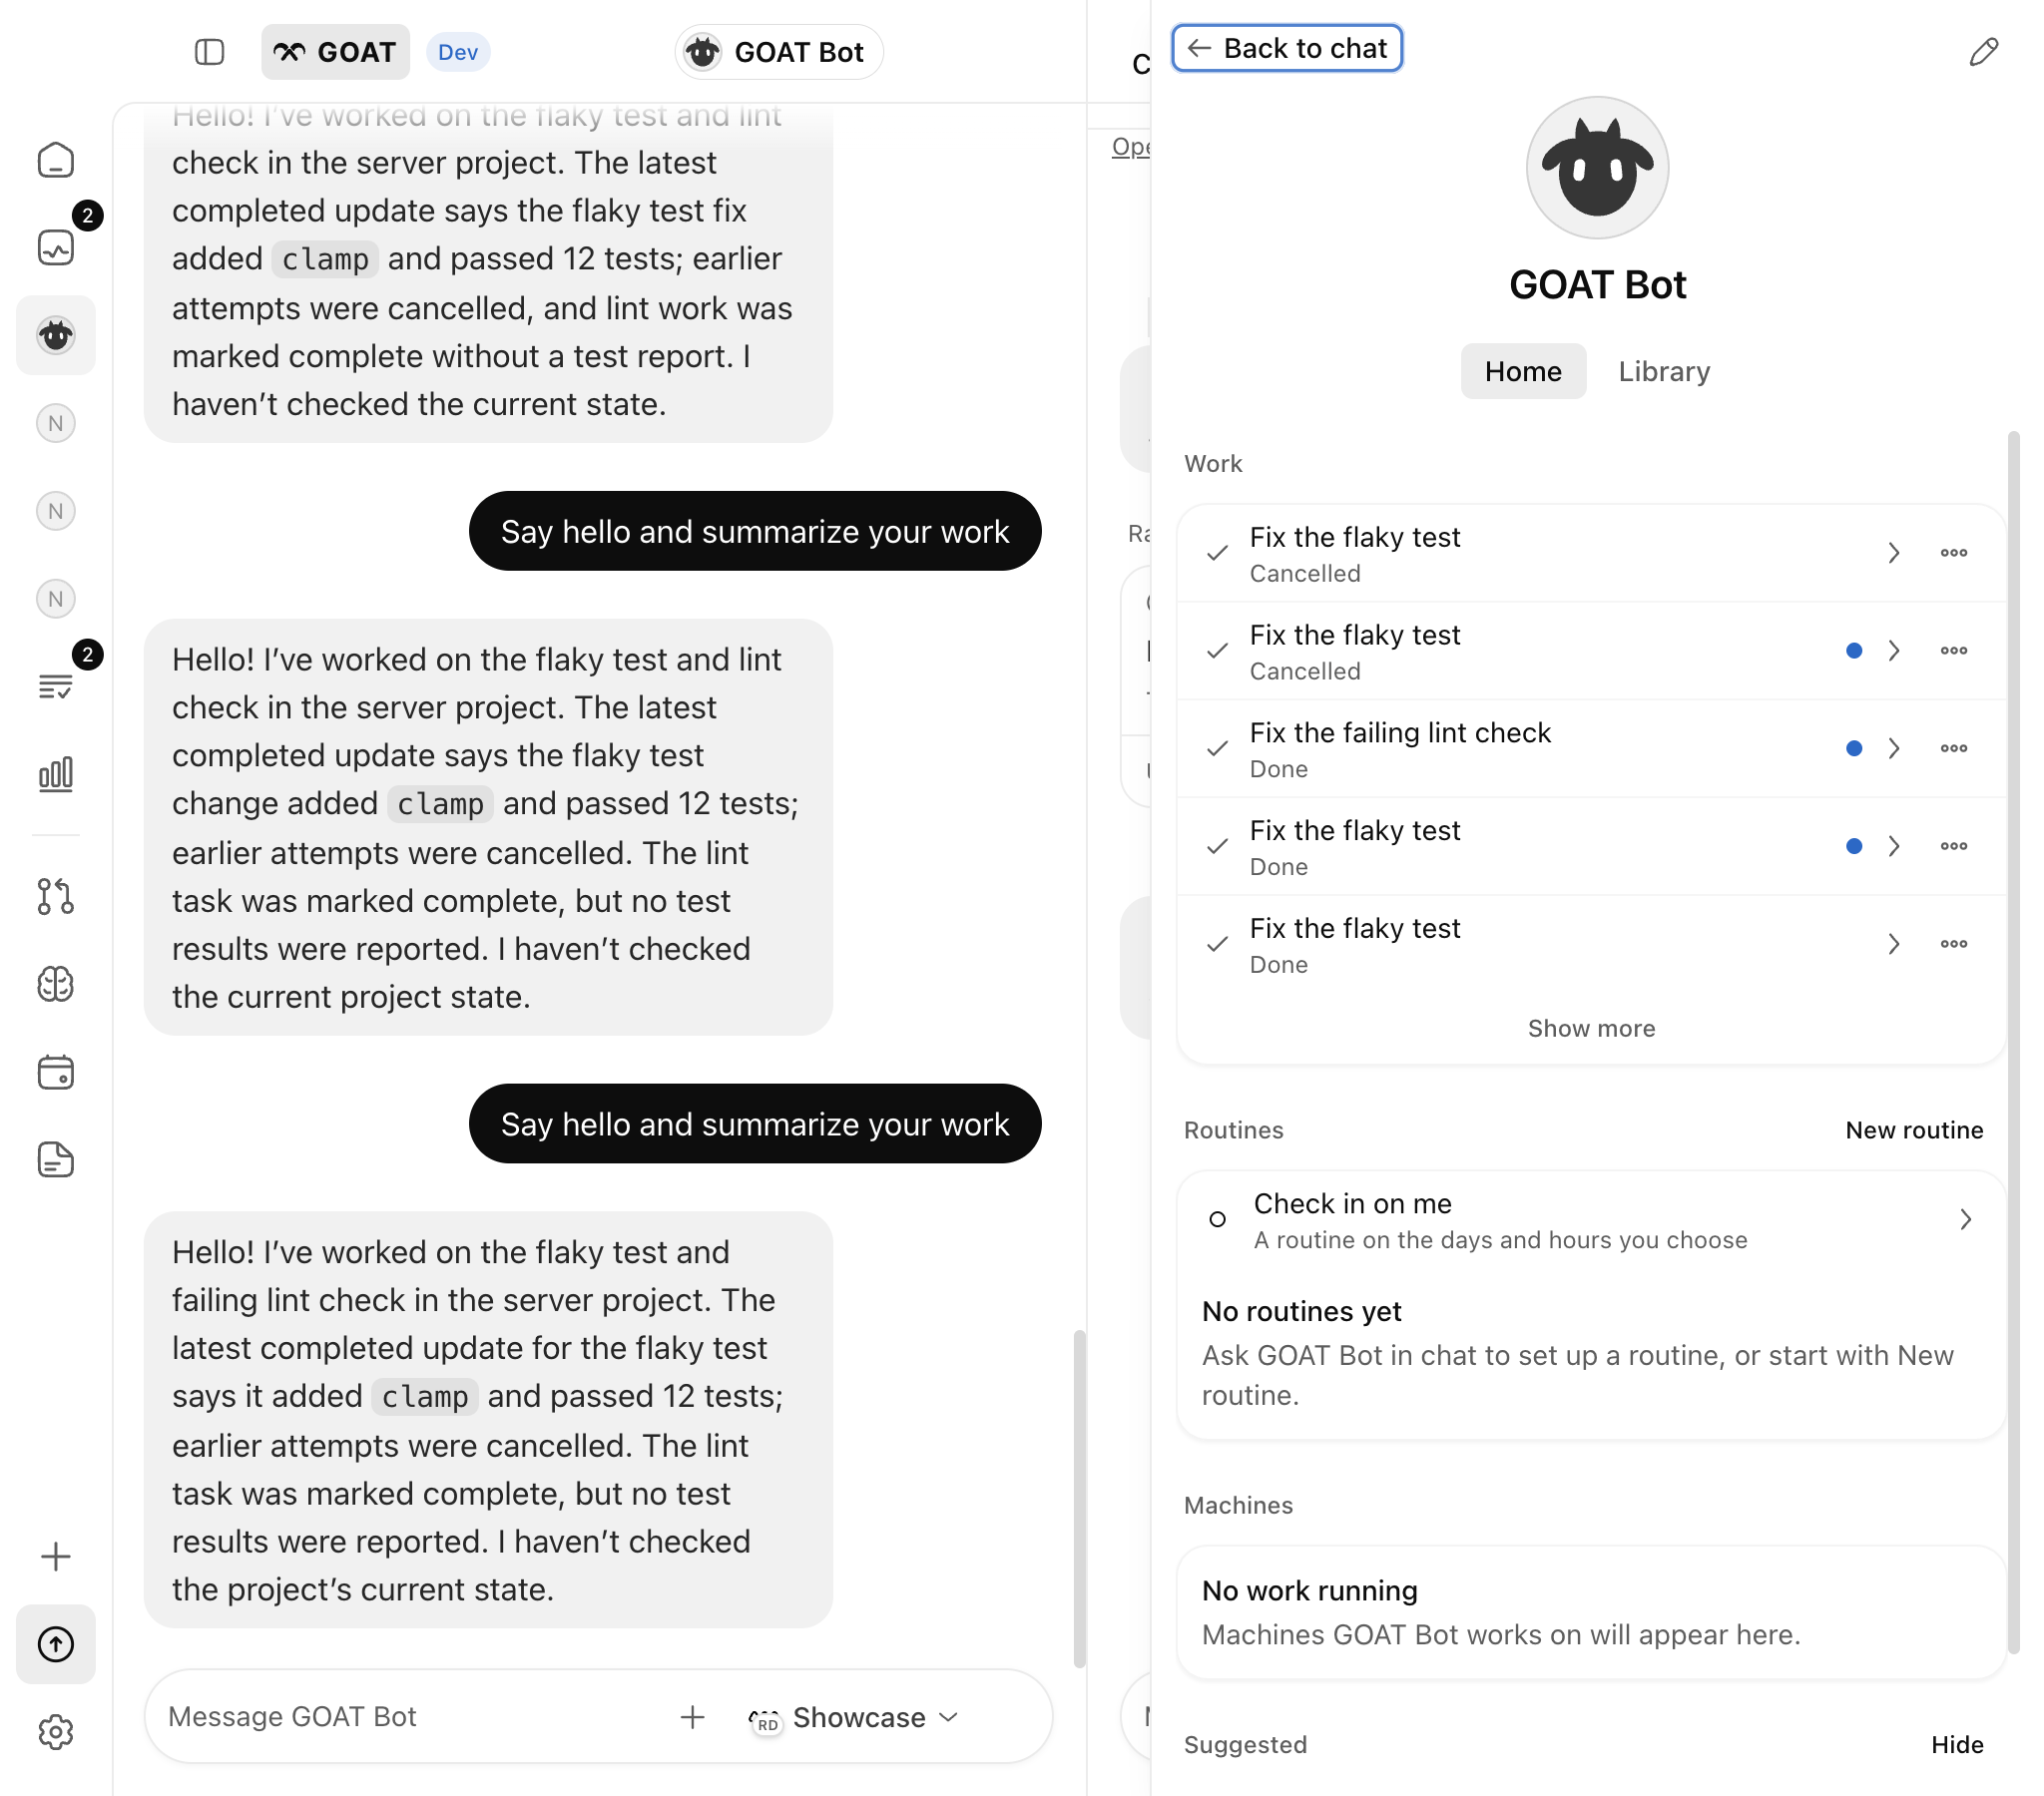 GOAT
Dev
GOAT Bot
2
N
N
N
2
Hello! I’ve worked on the flaky test and lint
check in the server project. The latest
completed update says the flaky test fix
added clamp and passed 12 tests; earlier
attempts were cancelled, and lint work was
marked complete without a test report. I
haven’t checked the current state.
Say hello and summarize your work
Hello! I’ve worked on the flaky test and lint
check in the server project. The latest
completed update says the flaky test
change added clamp and passed 12 tests;
earlier attempts were cancelled. The lint
task was marked complete, but no test
results were reported. I haven’t checked
the current project state.
Say hello and summarize your work
Hello! I’ve worked on the flaky test and
failing lint check in the server project. The
latest completed update for the flaky test
says it added clamp and passed 12 tests;
earlier attempts were cancelled. The lint
task was marked complete, but no test
results were reported. I haven’t checked
the project’s current state.
Message GOAT Bot
RD
Showcase
Back to chat
GOAT Bot
Home
Library
Work
Fix the flaky test
Cancelled
Fix the flaky test
Cancelled
Fix the failing lint check
Done
Fix the flaky test
Done
Fix the flaky test
Done
Show more
Routines
New routine
Check in on me
A routine on the days and hours you choose
No routines yet
Ask GOAT Bot in chat to set up a routine, or start with New
routine.
Machines
No work running
Machines GOAT Bot works on will appear here.
Suggested
Hide